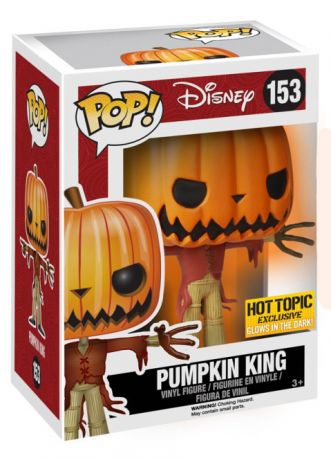 POP!
Disney
153
HOT TOPIC
EXCLUSIVE
GLOWS IN THE DARK!
PUMPKIN KING
VINYL FIGURE / FIGURINE EN VINYLE /
FIGURA DE VINIL
3+
WARNING! Choking Hazard.
May contain small parts.
POP!
153